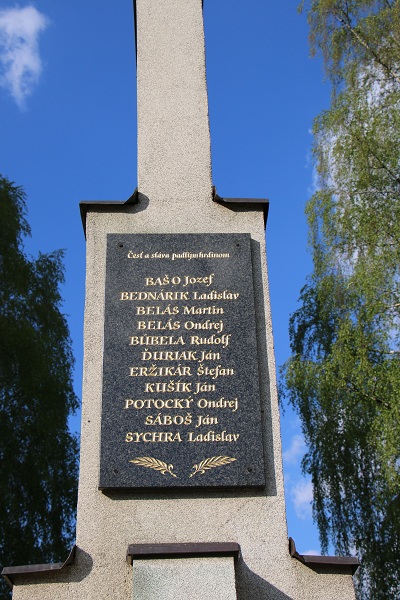 Česť a sláva padlým hrdinom
BAŠO Jozef
BEDNÁRIK Ladislav
BELÁS Martin
BELÁS Ondrej
BÚBELA Rudolf
ĎURIAK Ján
ERŽIKÁR Štefan
KUŠÍK Ján
POTOCKÝ Ondrej
SÁBOŠ Ján
SYCHRA Ladislav